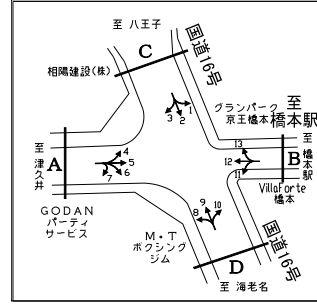 至 八王子
国道16号
C
相陽建設(株)
グランパーク
京王橋本
至
橋本駅
3 2 1
13
12
11
至
津久井
A
4
5
6
7
B
至
橋本駅
VillaForte
橋本
GODAN
パーティ
サービス
8 9 10
M・T
ボクシング
ジム
国道16号
D
至 海老名